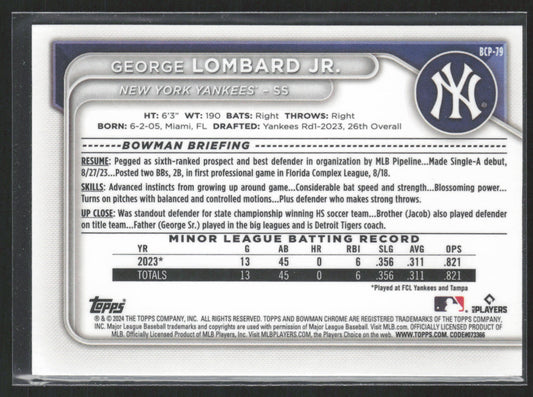 BCP-79
GEORGE LOMBARD JR.
NEW YORK YANKEES® – SS
NY
HT: 6'3" WT: 190 BATS: Right THROWS: Right
BORN: 6-2-05, Miami, FL DRAFTED: Yankees Rd1-2023, 26th Overall
BOWMAN BRIEFING
RESUME: Pegged as sixth-ranked prospect and best defender in organization by MLB Pipeline...Made Single-A debut,
8/27/23...Posted two BBs, 2B, in first professional game in Florida Complex League, 8/18.
SKILLS: Advanced instincts from growing up around game...Considerable bat speed and strength...Blossoming power...
Turns on pitches with balanced and controlled motions...Plus defender who makes strong throws.
UP CLOSE: Was standout defender for state championship winning HS soccer team...Brother (Jacob) also played defender
on title team...Father (George Sr.) played in the big leagues and is Detroit Tigers coach.
MINOR LEAGUE BATTING RECORD
YR G AB HR RBI SLG AVG OPS
2023* 13 45 0 6 .356 .311 .821
TOTALS 13 45 0 6 .356 .311 .821
*Played at FCL Yankees and Tampa
Topps
MLB PLAYERS
® & © 2024 THE TOPPS COMPANY, INC. ALL RIGHTS RESERVED. TOPPS AND BOWMAN CHROME ARE REGISTERED TRADEMARKS OF THE TOPPS COMPANY,
INC. Major League Baseball trademarks and copyrights are used with permission of Major League Baseball. Visit MLB.com. OFFICIALLY LICENSED PRODUCT OF
MLB. Officially Licensed Product of MLB Players, Inc. Visit MLBPLAYERS.com, the Players Choice on the web. WWW.TOPPS.COM. CODE#073366